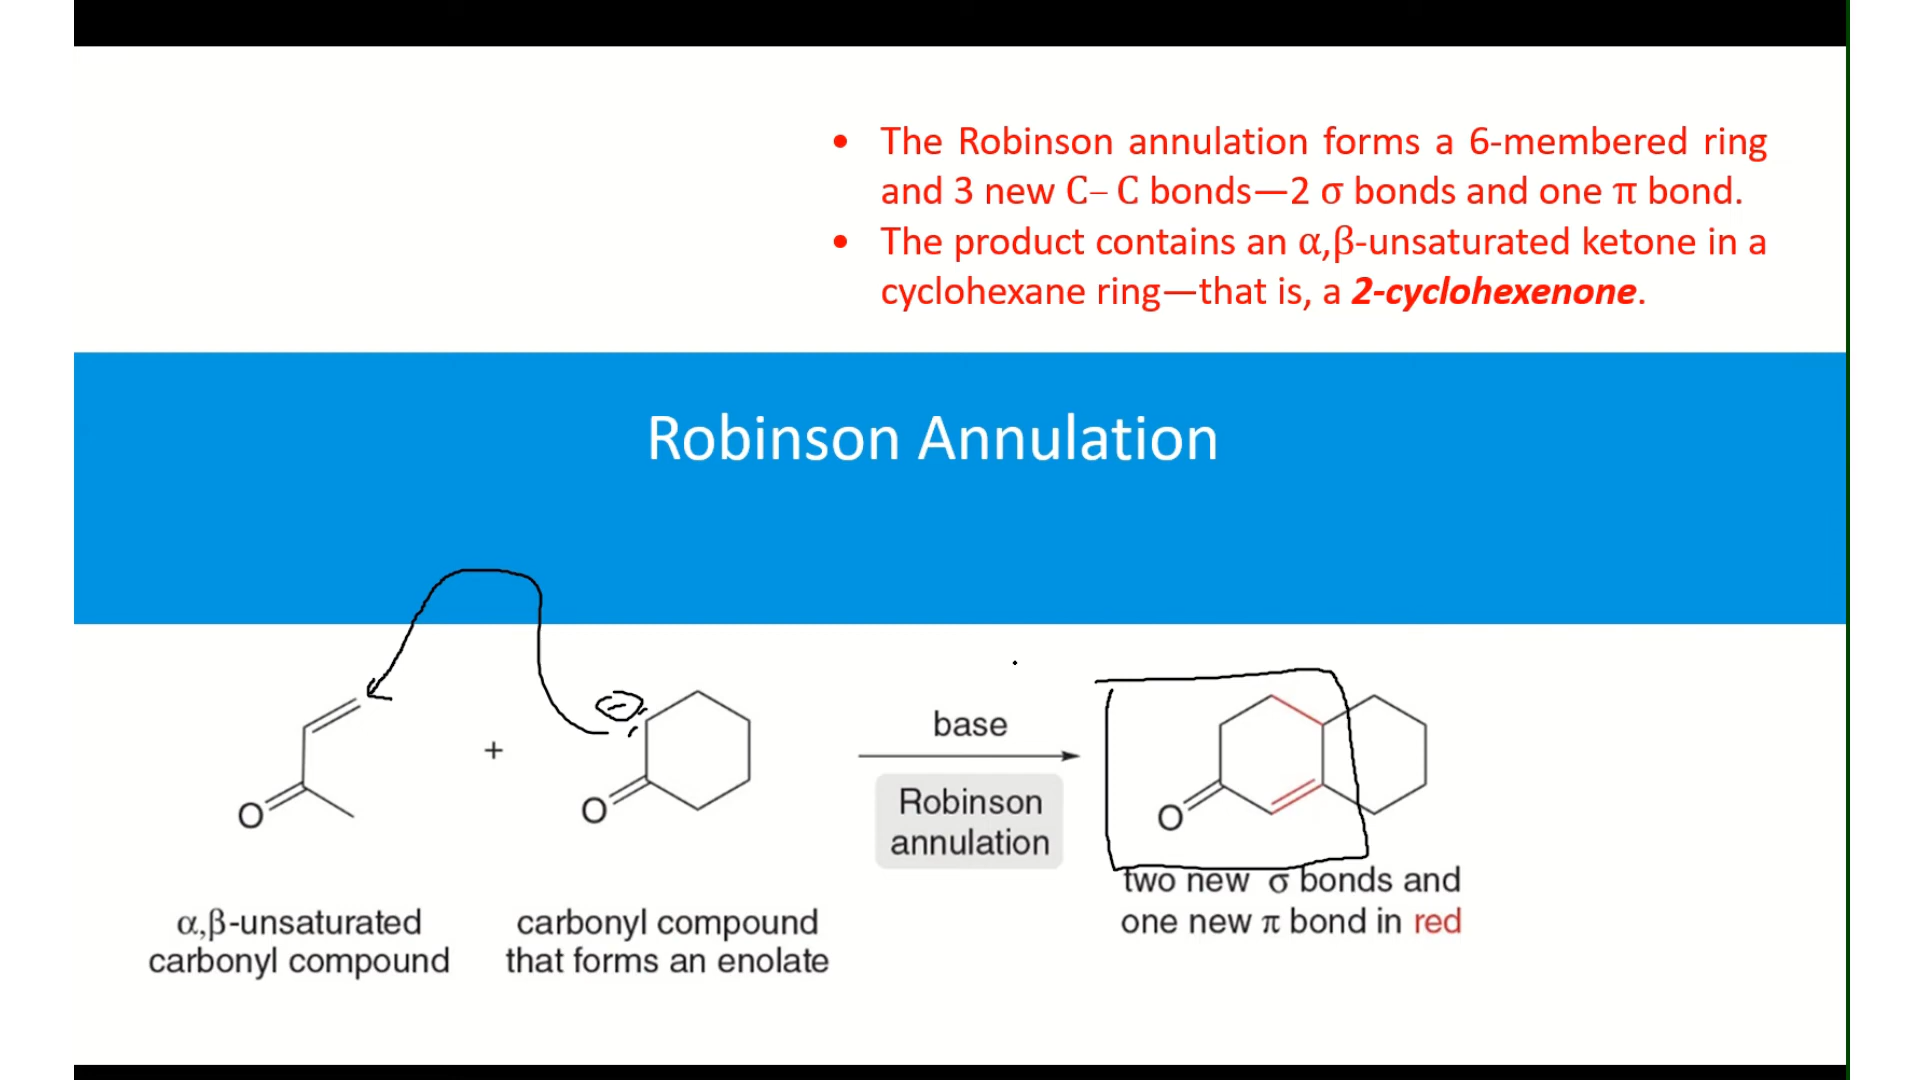 • The Robinson annulation forms a 6-membered ring
and 3 new C– C bonds—2 σ bonds and one π bond.
• The product contains an α,β-unsaturated ketone in a
cyclohexane ring—that is, a 2-cyclohexenone.
Robinson Annulation
O
+
O
−
base
Robinson
annulation
O
α,β-unsaturated
carbonyl compound
carbonyl compound
that forms an enolate
two new σ bonds and
one new π bond in red